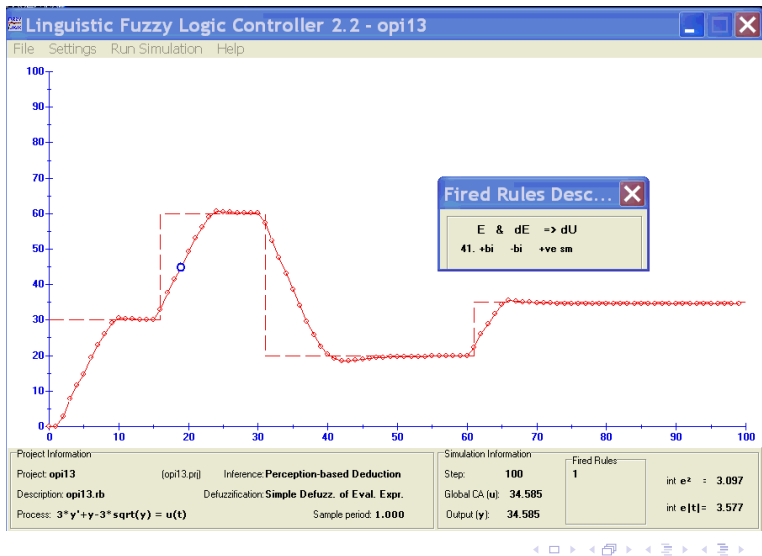 Linguistic Fuzzy Logic Controller 2.2 - opi13
File Settings Run Simulation Help
100
90
80
70
60
50
40
30
20
10
0
0 10 20 30 40 50 60 70 80 90 100
Fired Rules Desc...
E & dE => dU
41. +bi -bi +ve sm
Project Information
Project: opi13 (opi13.prj) Inference: Perception-based Deduction
Description: opi13.rb Defuzzification: Simple Defuzz. of Eval. Expr.
Process: 3*y'+y-3*sqrt(y) = u(t) Sample period: 1.000
Simulation Information
Step: 100
Global CA (u): 34.585
Output (y): 34.585
Fired Rules
1
int e² : 3.097
int e|t|= 3.577